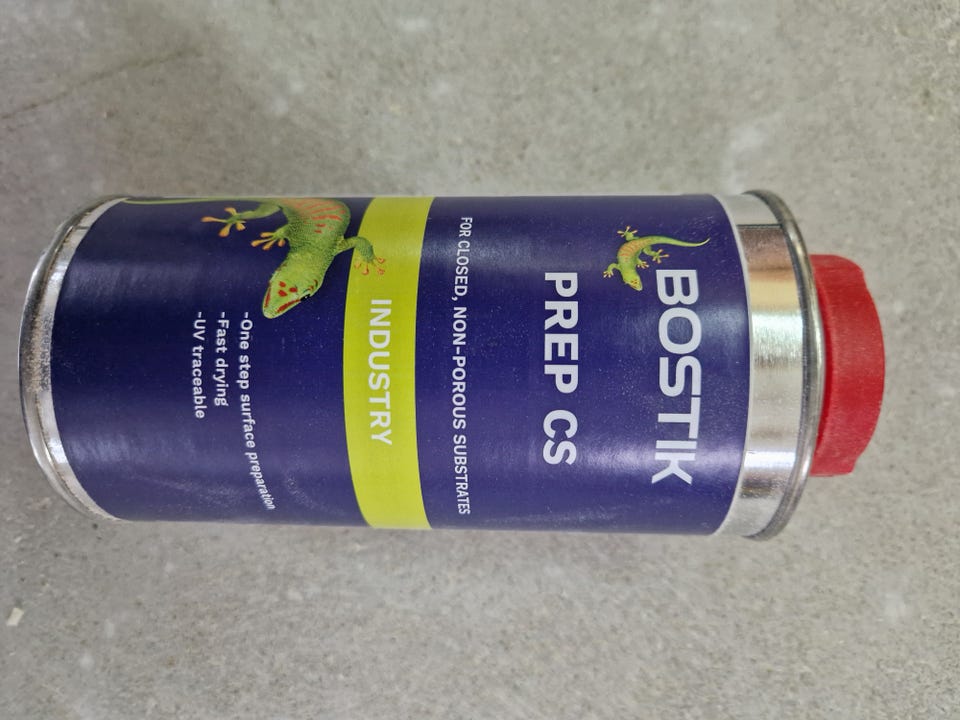 BOSTIK
PREP CS
FOR CLOSED, NON-POROUS SUBSTRATES
INDUSTRY
-One step surface preparation
-Fast drying
-UV traceable